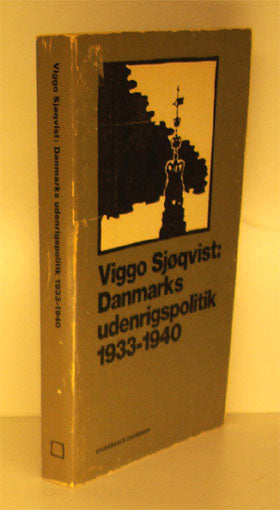 Viggo Sjøqvist: Danmarks udenrigspolitik 1933-1940
Viggo Sjøqvist:
Danmarks
udenrigspolitik
1933-1940